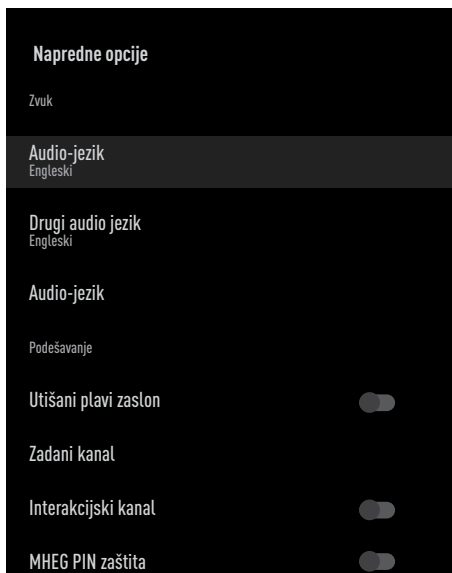 Napredne opcije
Zvuk
Audio-jezik
Engleski
Drugi audio jezik
Engleski
Audio-jezik
Podešavanje
Utišani plavi zaslon
Zadani kanal
Interakcijski kanal
MHEG PIN zaštita